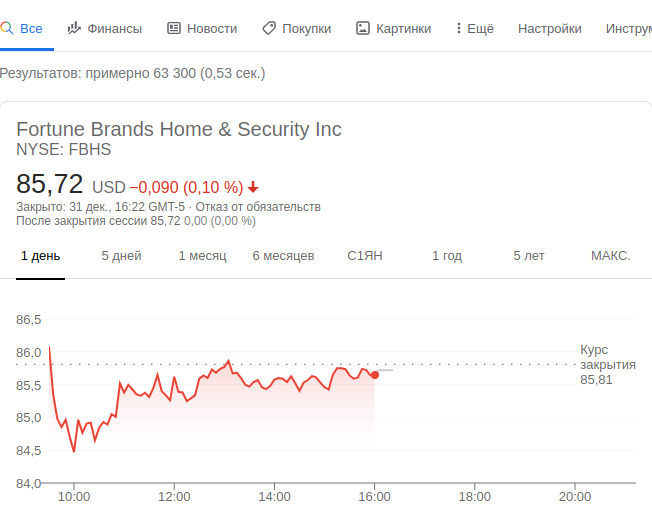 Все Финансы Новости Покупки Картинки Ещё Настройки Инструм
Результатов: примерно 63 300 (0,53 сек.)
Fortune Brands Home & Security Inc
NYSE: FBHS
85,72 USD −0,090 (0,10 %)
Закрыто: 31 дек., 16:22 GMT-5 · Отказ от обязательств
После закрытия сессии 85,72 0,00 (0,00 %)
1 день 5 дней 1 месяц 6 месяцев С1ЯН 1 год 5 лет МАКС.
86,5
86,0
85,5
85,0
84,5
84,0
Курс
закрытия
85,81
10:00 12:00 14:00 16:00 18:00 20:00